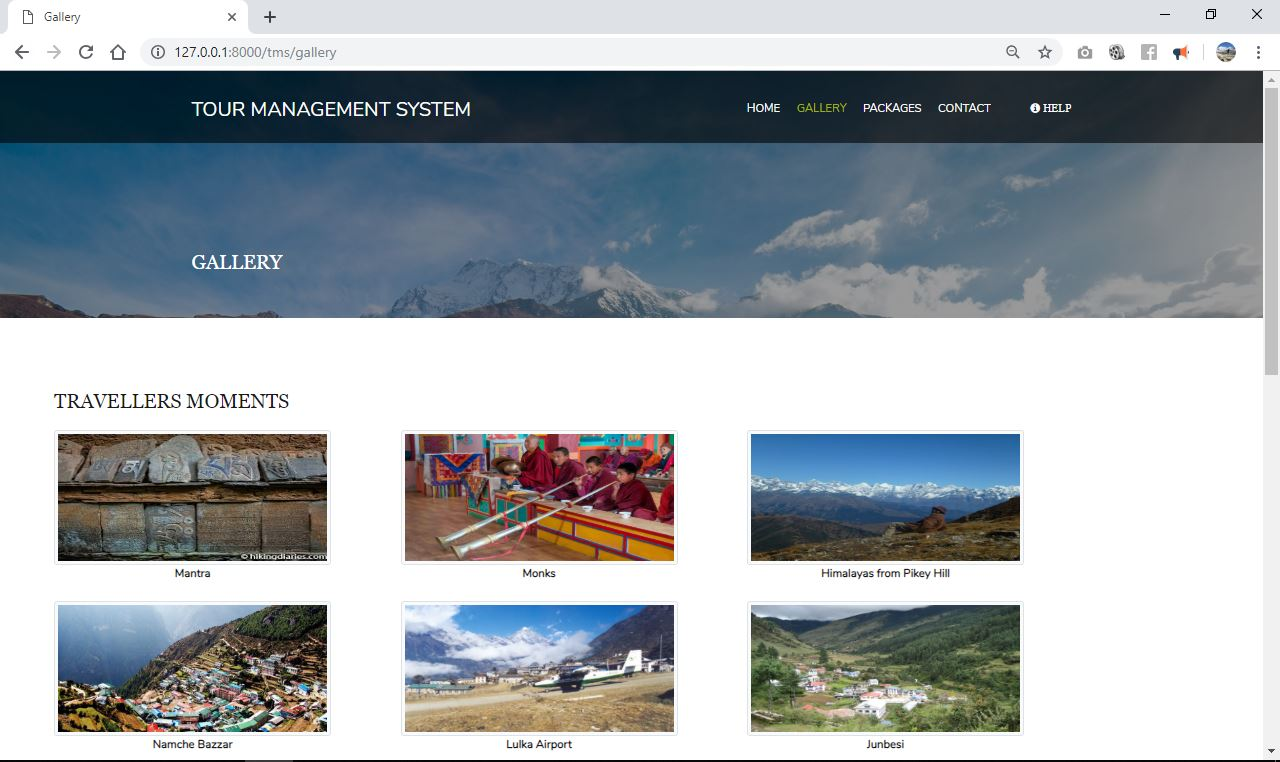 Gallery
127.0.0.1:8000/tms/gallery
TOUR MANAGEMENT SYSTEM
HOME GALLERY PACKAGES CONTACT HELP
GALLERY
TRAVELLERS MOMENTS
© hikingdiaries.com
Mantra Monks Himalayas from Pikey Hill
Namche Bazzar Lulka Airport Junbesi